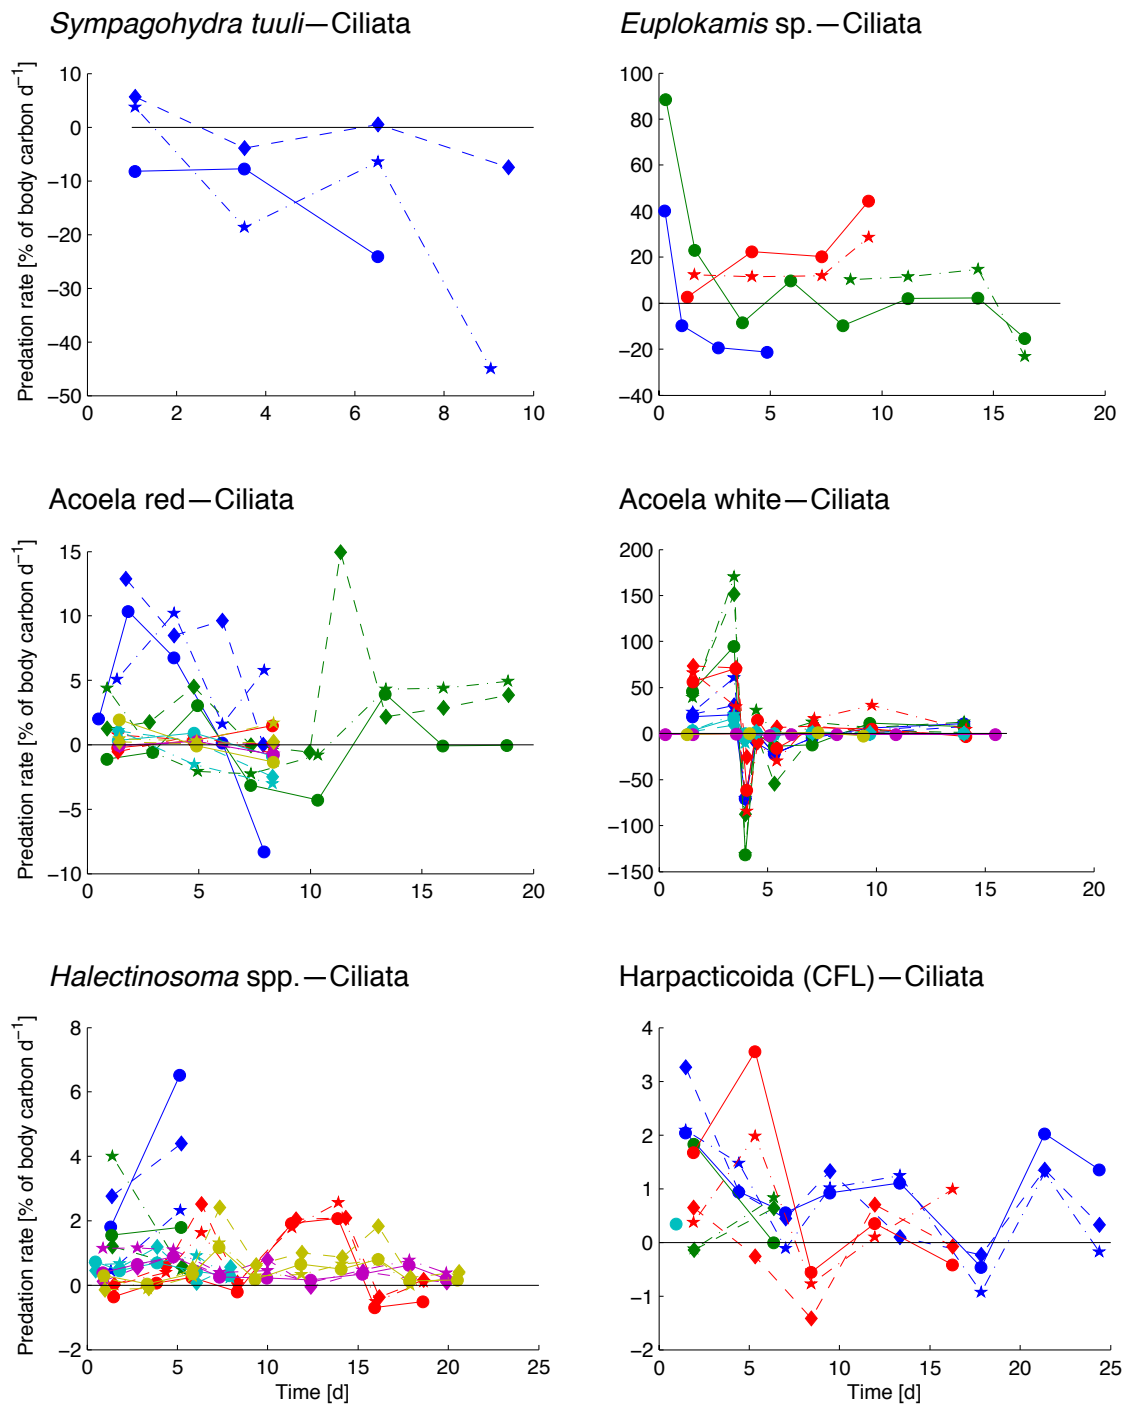 Sympagohydra tuuli—Ciliata
Euplokamis sp.—Ciliata
Predation rate [% of body carbon d⁻¹]
10
0
−10
−20
−30
−40
−50
0 2 4 6 8 10
100
80
60
40
20
0
−20
−40
0 5 10 15 20
Acoela red—Ciliata
Acoela white—Ciliata
Predation rate [% of body carbon d⁻¹]
15
10
5
0
−5
−10
0 5 10 15 20
200
150
100
50
0
−50
−100
−150
0 5 10 15 20
Halectinosoma spp.—Ciliata
Harpacticoida (CFL)—Ciliata
Predation rate [% of body carbon d⁻¹]
8
6
4
2
0
−2
0 5 10 15 20 25
Time [d]
4
3
2
1
0
−1
−2
0 5 10 15 20 25
Time [d]